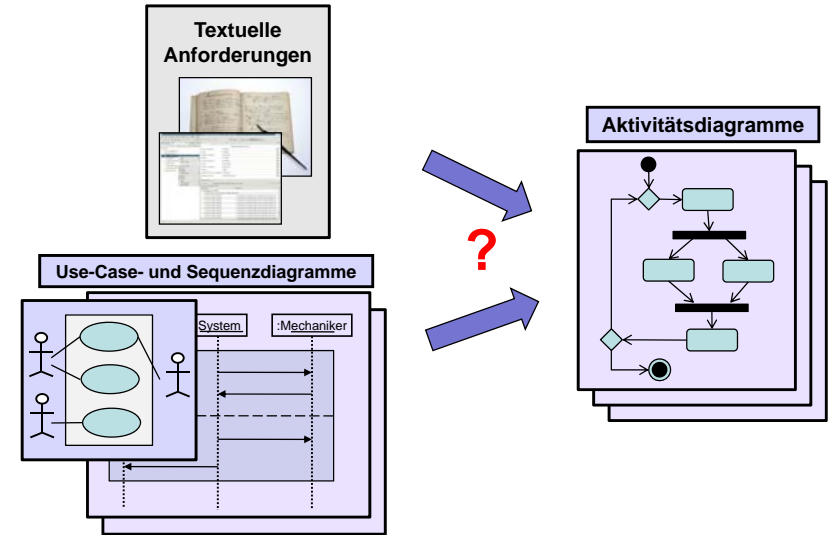 Textuelle
Anforderungen
Aktivitätsdiagramme
?
Use-Case- und Sequenzdiagramme
System
:Mechaniker